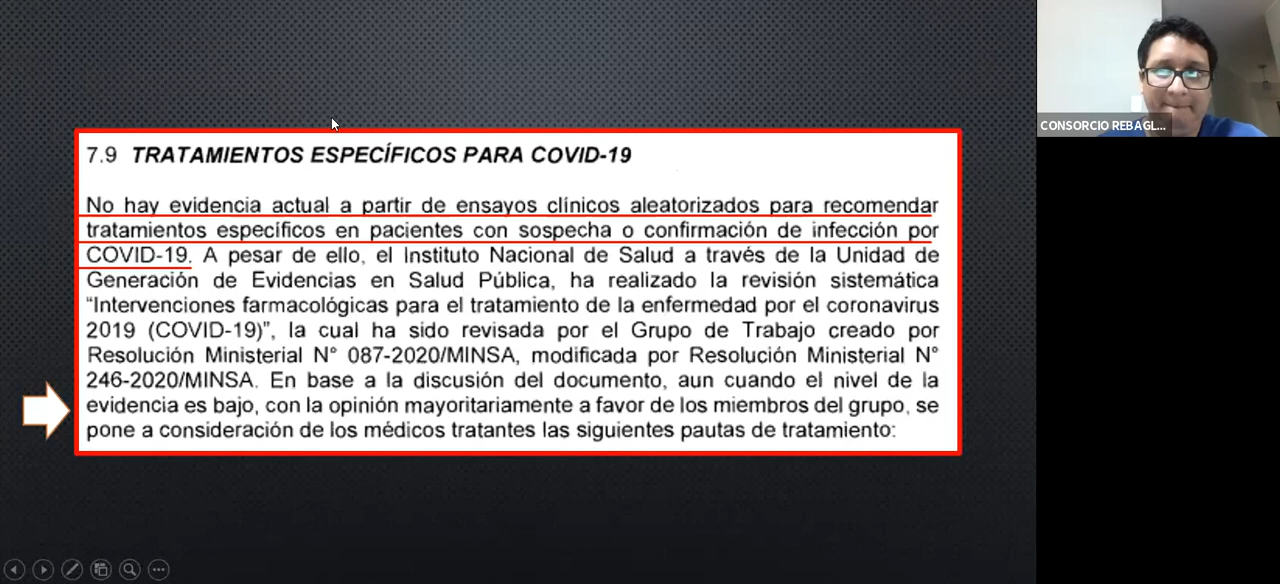 7.9 TRATAMIENTOS ESPECÍFICOS PARA COVID-19
No hay evidencia actual a partir de ensayos clínicos aleatorizados para recomendar
tratamientos específicos en pacientes con sospecha o confirmación de infección por
COVID-19. A pesar de ello, el Instituto Nacional de Salud a través de la Unidad de
Generación de Evidencias en Salud Pública, ha realizado la revisión sistemática
“Intervenciones farmacológicas para el tratamiento de la enfermedad por el coronavirus
2019 (COVID-19)”, la cual ha sido revisada por el Grupo de Trabajo creado por
Resolución Ministerial N° 087-2020/MINSA, modificada por Resolución Ministerial N°
246-2020/MINSA. En base a la discusión del documento, aun cuando el nivel de la
evidencia es bajo, con la opinión mayoritariamente a favor de los miembros del grupo, se
pone a consideración de los médicos tratantes las siguientes pautas de tratamiento:
CONSORCIO REBAGL...